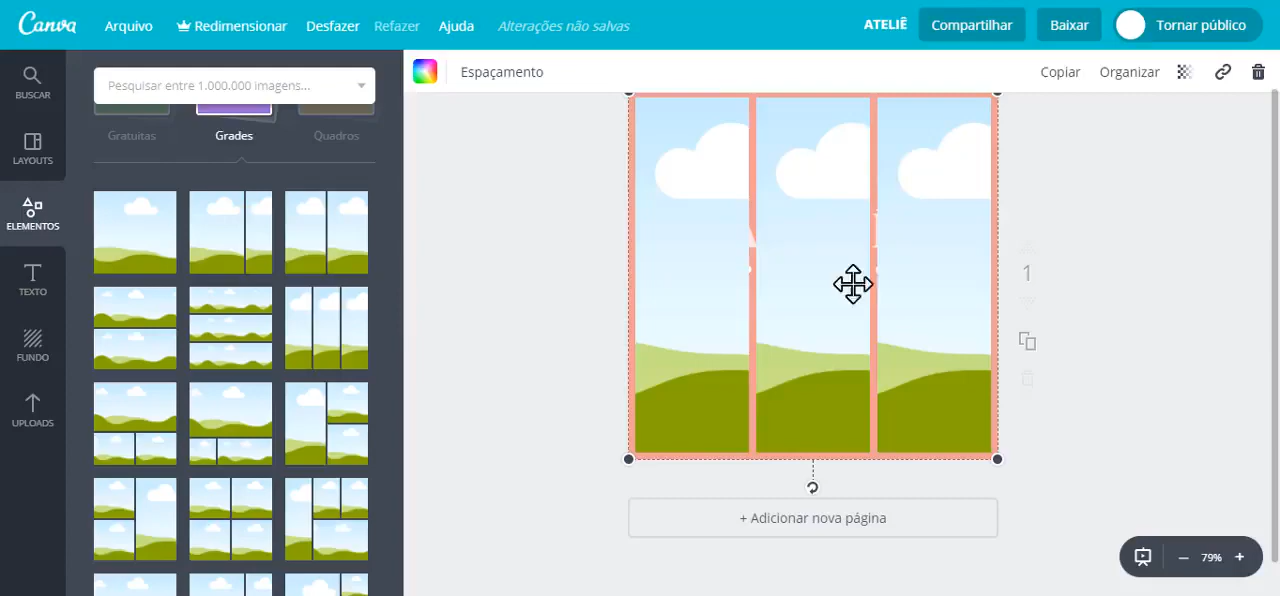 Canva Arquivo Redimensionar Desfazer Refazer Ajuda Alterações não salvas ATELIÊ Compartilhar Baixar Tornar público
BUSCAR
LAYOUTS
ELEMENTOS
TEXTO
FUNDO
UPLOADS
Pesquisar entre 1.000.000 imagens...
Gratuitas Grades Quadros
Espaçamento Copiar Organizar
1
+ Adicionar nova página
– 79% +